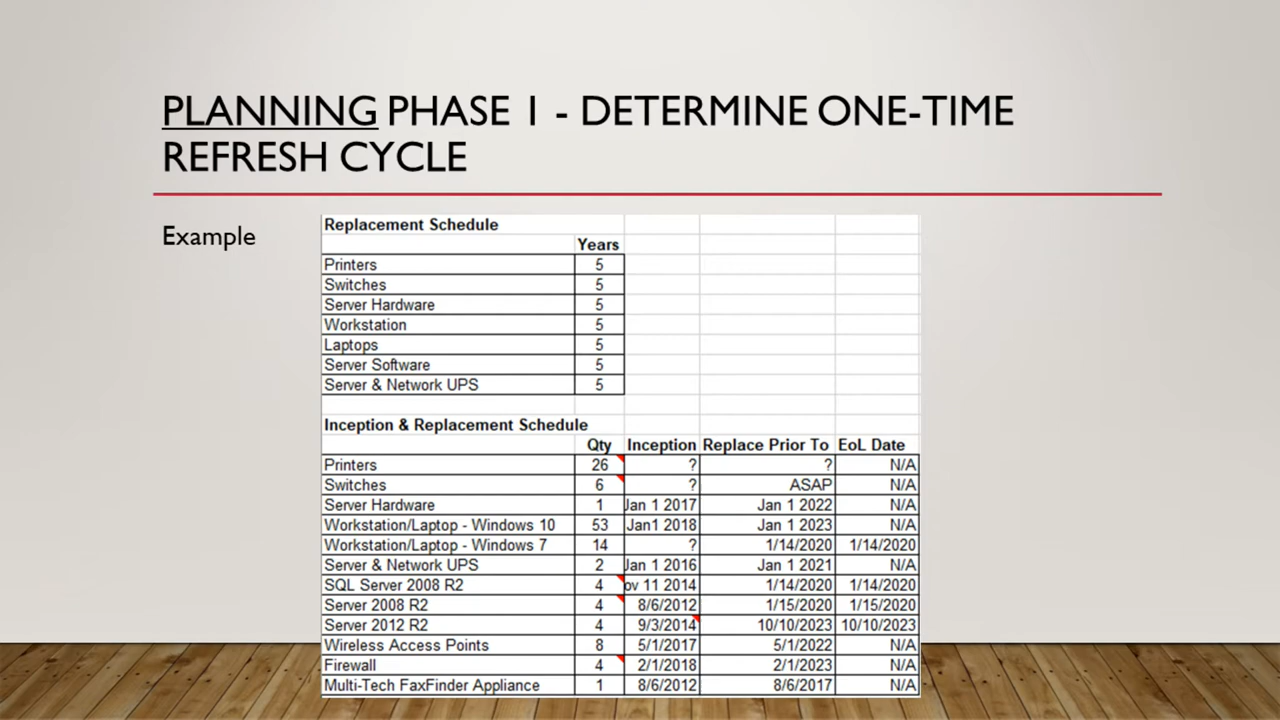 PLANNING PHASE 1 - DETERMINE ONE-TIME
REFRESH CYCLE
Example
Replacement Schedule
Years
Printers 5
Switches 5
Server Hardware 5
Workstation 5
Laptops 5
Server Software 5
Server & Network UPS 5
Inception & Replacement Schedule
Qty Inception Replace Prior To EoL Date
Printers 26 ? ? N/A
Switches 6 ? ASAP N/A
Server Hardware 1 Jan 1 2017 Jan 1 2022 N/A
Workstation/Laptop - Windows 10 53 Jan1 2018 Jan 1 2023 N/A
Workstation/Laptop - Windows 7 14 ? 1/14/2020 1/14/2020
Server & Network UPS 2 Jan 1 2016 Jan 1 2021 N/A
SQL Server 2008 R2 4 ov 11 2014 1/14/2020 1/14/2020
Server 2008 R2 4 8/6/2012 1/15/2020 1/15/2020
Server 2012 R2 4 9/3/2014 10/10/2023 10/10/2023
Wireless Access Points 8 5/1/2017 5/1/2022 N/A
Firewall 4 2/1/2018 2/1/2023 N/A
Multi-Tech FaxFinder Appliance 1 8/6/2012 8/6/2017 N/A